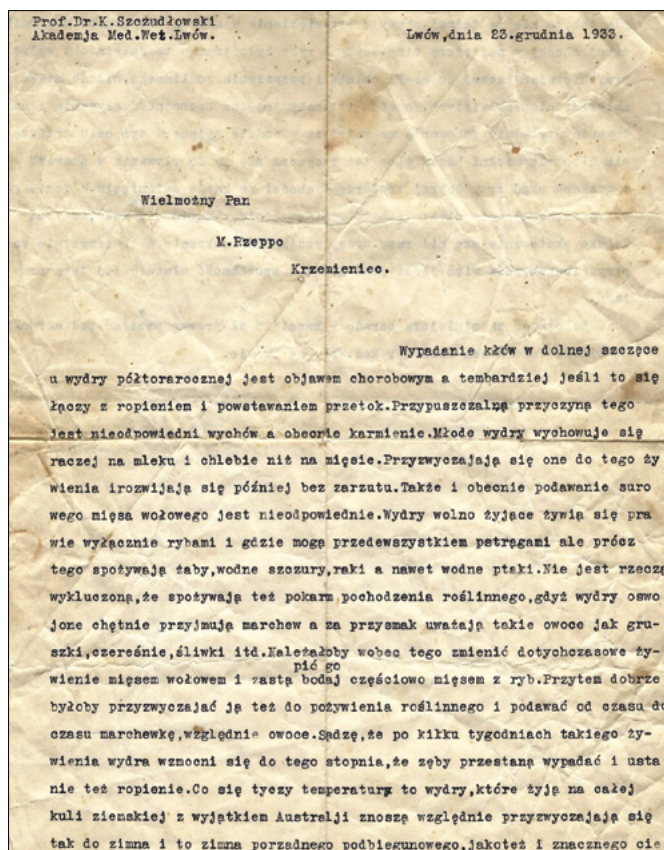 Prof.Dr.K.Szczudłowski
Akademja Med.Wet.Lwów.
Lwów,dnia 23.grudnia 1933.
Wielmożny Pan
M.Rzeppo
Krzemieniec.
Wypadanie kłów w dolnej szczęce
u wydry półtorarocznej jest objawem chorobowym a tembardziej jeśli to się
łączy z ropieniem i powstawaniem przetok.Przypuszczalną przyczyną tego
jest nieodpowiedni wychów a obecnie karmienie.Młode wydry wychowuje się
raczej na mleku i chlebie niż na mięsie.Przyzwyczajają się one do tego ży
wienia irozwijają się później bez zarzutu.Także i obecnie podawanie suro
wego mięsa wołowego jest nieodpowiednie.Wydry wolno żyjące żywią się pra
wie wyłącznie rybami i gdzie mogą przedewszystkiem pstrągami ale prócz
tego spożywają żaby,wodne szczury,raki a nawet wodne ptaki.Nie jest rzeczą
wykluczoną,że spożywają też pokarm pochodzenia roślinnego,gdyż wydry oswo
jone chętnie przyjmują marchew a za przysmak uważają takie owoce jak gru-
szki,czereśnie,śliwki itd.Należałoby wobec tego zmienić dotychczasowe ży-
pić go
wienie mięsem wołowem i zastą bodaj częściowo mięsem z ryb.Przytem dobrze
byłoby przyzwyczajać ją też do pożywienia roślinnego i podawać od czasu do
czasu marchewkę,względnie owoce.Sądzę,że po kilku tygodniach takiego ży-
wienia wydra wzmocni się do tego stopnia,że zęby przestaną wypadać i usta
nie też ropienie.Co się tyczy temperatury to wydry,które żyją na całej
kuli ziemskiej z wyjątkiem Australji znoszą względnie przyzwyczajają się
tak do zimna i to zimna porządnego podbiegunowego,jakoteż i znacznego cie